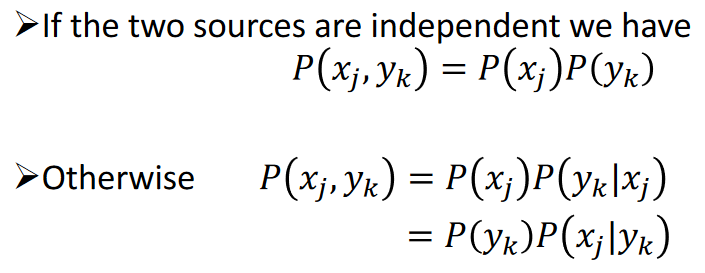 ➢If the two sources are independent we have
P(xⱼ, yₖ) = P(xⱼ)P(yₖ)
➢Otherwise P(xⱼ, yₖ) = P(xⱼ)P(yₖ|xⱼ)
= P(yₖ)P(xⱼ|yₖ)